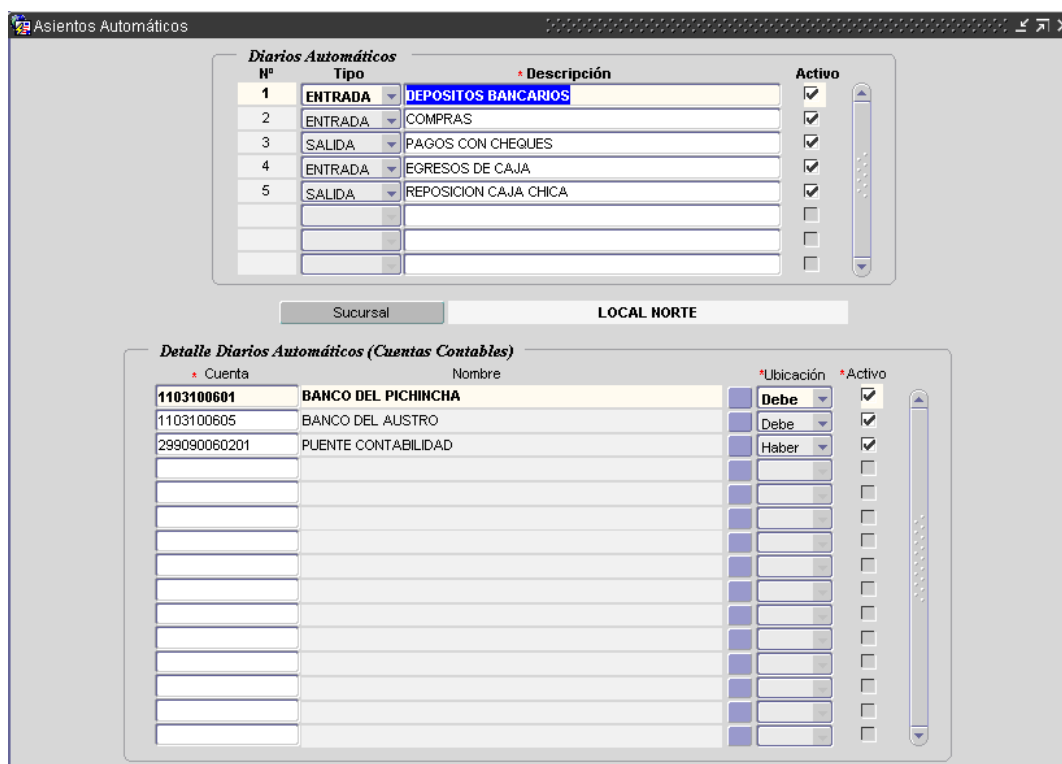 Asientos Automáticos
Diarios Automáticos
Nº Tipo * Descripción Activo
1 ENTRADA DEPOSITOS BANCARIOS
2 ENTRADA COMPRAS
3 SALIDA PAGOS CON CHEQUES
4 ENTRADA EGRESOS DE CAJA
5 SALIDA REPOSICION CAJA CHICA
Sucursal LOCAL NORTE
Detalle Diarios Automáticos (Cuentas Contables)
* Cuenta Nombre *Ubicación *Activo
1103100601 BANCO DEL PICHINCHA Debe
1103100605 BANCO DEL AUSTRO Debe
299090060201 PUENTE CONTABILIDAD Haber